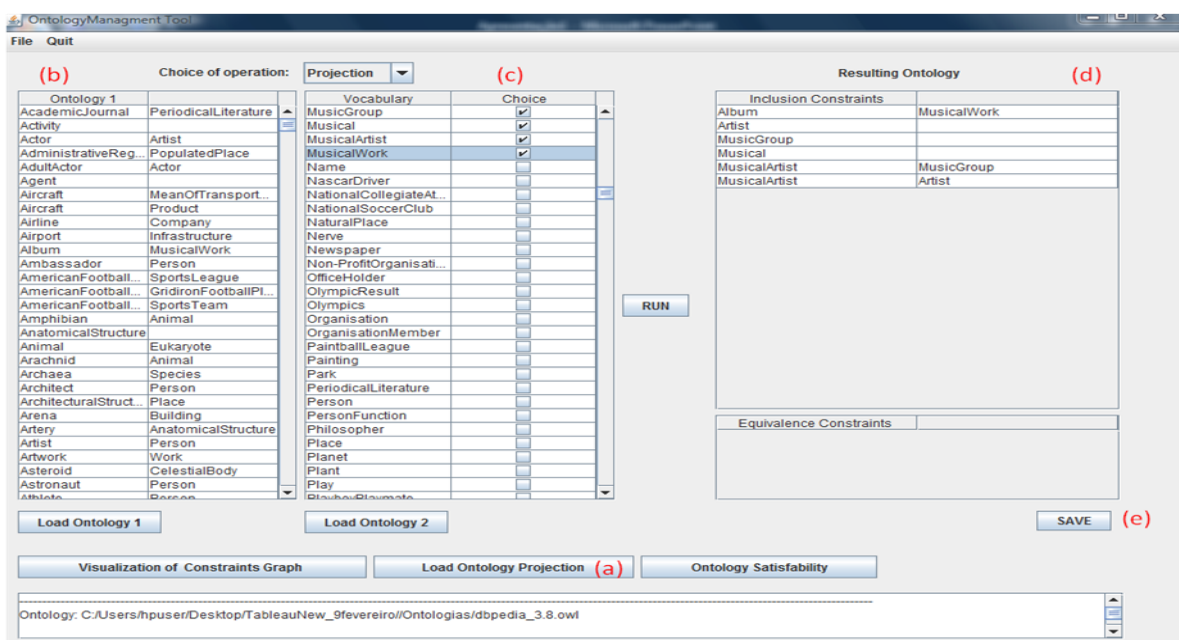 OntologyManagment Tool
File Quit
(b) Choice of operation: Projection (c) Resulting Ontology (d)
Ontology 1
AcademicJournal PeriodicalLiterature
Activity
Actor Artist
AdministrativeReg... PopulatedPlace
AdultActor Actor
Agent
Aircraft MeanOfTransport...
Aircraft Product
Airline Company
Airport Infrastructure
Album MusicalWork
Ambassador Person
AmericanFootball... SportsLeague
AmericanFootball... GridironFootballPl...
AmericanFootball... SportsTeam
Amphibian Animal
AnatomicalStructure
Animal Eukaryote
Arachnid Animal
Archaea Species
Architect Person
ArchitecturalStruct... Place
Arena Building
Artery AnatomicalStructure
Artist Person
Artwork Work
Asteroid CelestialBody
Astronaut Person
Athlete Person
Vocabulary Choice
MusicGroup
Musical
MusicalArtist
MusicalWork
Name
NascarDriver
NationalCollegiateAt...
NationalSoccerClub
NaturalPlace
Nerve
Newspaper
Non-ProfitOrganisati...
OfficeHolder
OlympicResult
Olympics
Organisation
OrganisationMember
PaintballLeague
Painting
Park
PeriodicalLiterature
Person
PersonFunction
Philosopher
Place
Planet
Plant
Play
PlayboyPlaymate
RUN
Inclusion Constraints
Album MusicalWork
Artist
MusicGroup
Musical
MusicalArtist MusicGroup
MusicalArtist Artist
Equivalence Constraints
Load Ontology 1 Load Ontology 2 SAVE (e)
Visualization of Constraints Graph Load Ontology Projection (a) Ontology Satisfability
Ontology: C:/Users/hpuser/Desktop/TableauNew_9fevereiro//Ontologias/dbpedia_3.8.owl